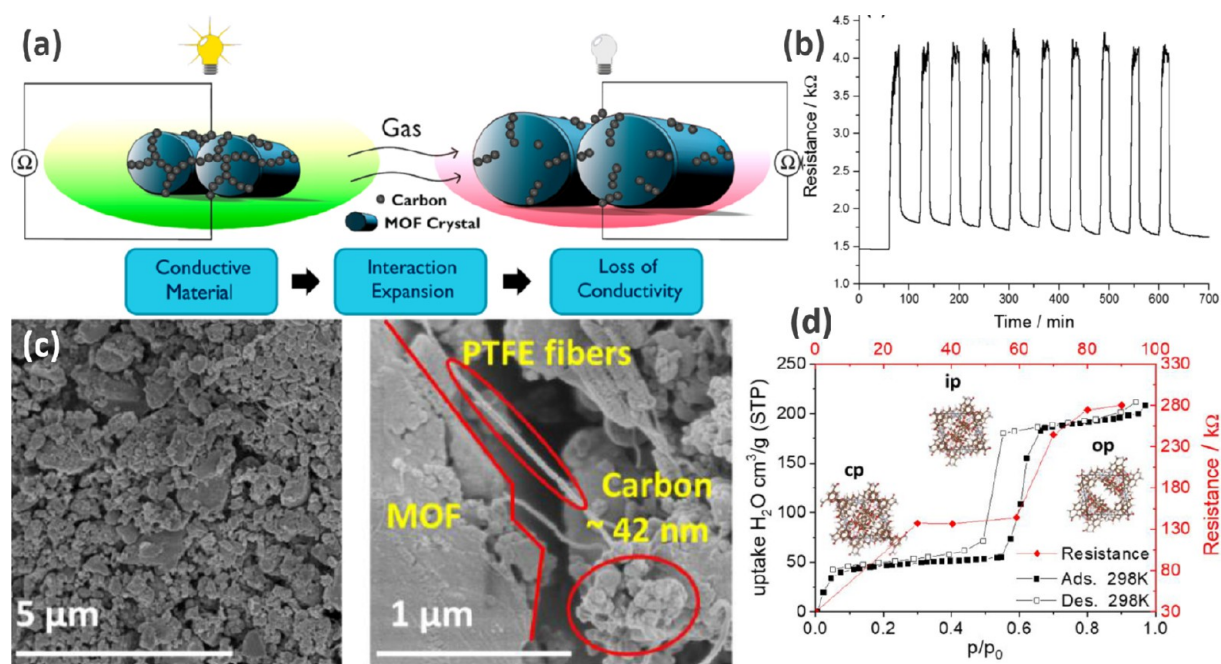 (a)
Ω
Gas
Ω
Carbon
MOF Crystal
Conductive
Material
Interaction
Expansion
Loss of
Conductivity
(b)
Resistance / kΩ
4.5
4.0
3.5
3.0
2.5
2.0
1.5
1.0
0 100 200 300 400 500 600 700
Time / min
(c)
5 µm
PTFE fibers
MOF
Carbon
~ 42 nm
1 µm
(d)
0 20 40 60 80 100
uptake H₂O cm³/g (STP)
250
200
150
100
50
0
cp
ip
op
Resistance
Ads. 298K
Des. 298K
0.0 0.2 0.4 0.6 0.8 1.0
p/p₀
330
280
230
180
130
80
30
Resistance / kΩ